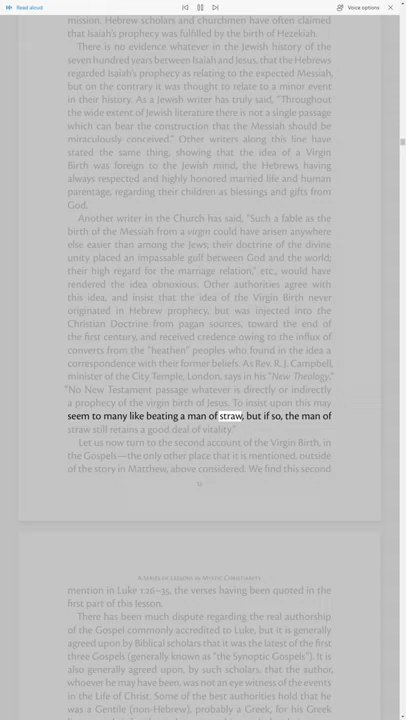 Read aloud
Voice options
mission. Hebrew scholars and churchmen have often claimed
that Isaiah's prophecy was fulfilled by the birth of Hezekiah.
There is no evidence whatever in the Jewish history of the
seven hundred years between Isaiah and Jesus, that the Hebrews
regarded Isaiah's prophecy as relating to the expected Messiah,
but on the contrary it was thought to relate to a minor event
in their history. As a Jewish writer has truly said, "Throughout
the wide extent of Jewish literature there is not a single passage
which can bear the construction that the Messiah should be
miraculously conceived." Other writers along this line have
stated the same thing, showing that the idea of a Virgin
Birth was foreign to the Jewish mind, the Hebrews having
always respected and highly honored married life and human
parentage, regarding their children as blessings and gifts from
God.
Another writer in the Church has said, "Such a fable as the
birth of the Messiah from a virgin could have arisen anywhere
else easier than among the Jews; their doctrine of the divine
unity placed an impassable gulf between God and the world;
their high regard for the marriage relation," etc., would have
rendered the idea obnoxious. Other authorities agree with
this idea, and insist that the idea of the Virgin Birth never
originated in Hebrew prophecy, but was injected into the
Christian Doctrine from pagan sources, toward the end of
the first century, and received credence owing to the influx of
converts from the "heathen" peoples who found in the idea a
correspondence with their former beliefs. As Rev. R. J. Campbell,
minister of the City Temple, London, says in his "New Theology,"
"No New Testament passage whatever is directly or indirectly
a prophecy of the virgin birth of Jesus. To insist upon this may
seem to many like beating a man of straw, but if so, the man of
straw still retains a good deal of vitality."
Let us now turn to the second account of the Virgin Birth, in
the Gospels—the only other place that it is mentioned, outside
of the story in Matthew, above considered. We find this second
A Series of Lessons in Mystic Christianity
mention in Luke 1:26–35, the verses having been quoted in the
first part of this lesson.
There has been much dispute regarding the real authorship
of the Gospel commonly accredited to Luke, but it is generally
agreed upon by Biblical scholars that it was the latest of the first
three Gospels (generally known as "the Synoptic Gospels"). It is
also generally agreed upon, by such scholars, that the author,
whoever he may have been, was not an eye witness of the events
in the Life of Christ. Some of the best authorities hold that he
was a Gentile (non-Hebrew), probably a Greek, for his Greek